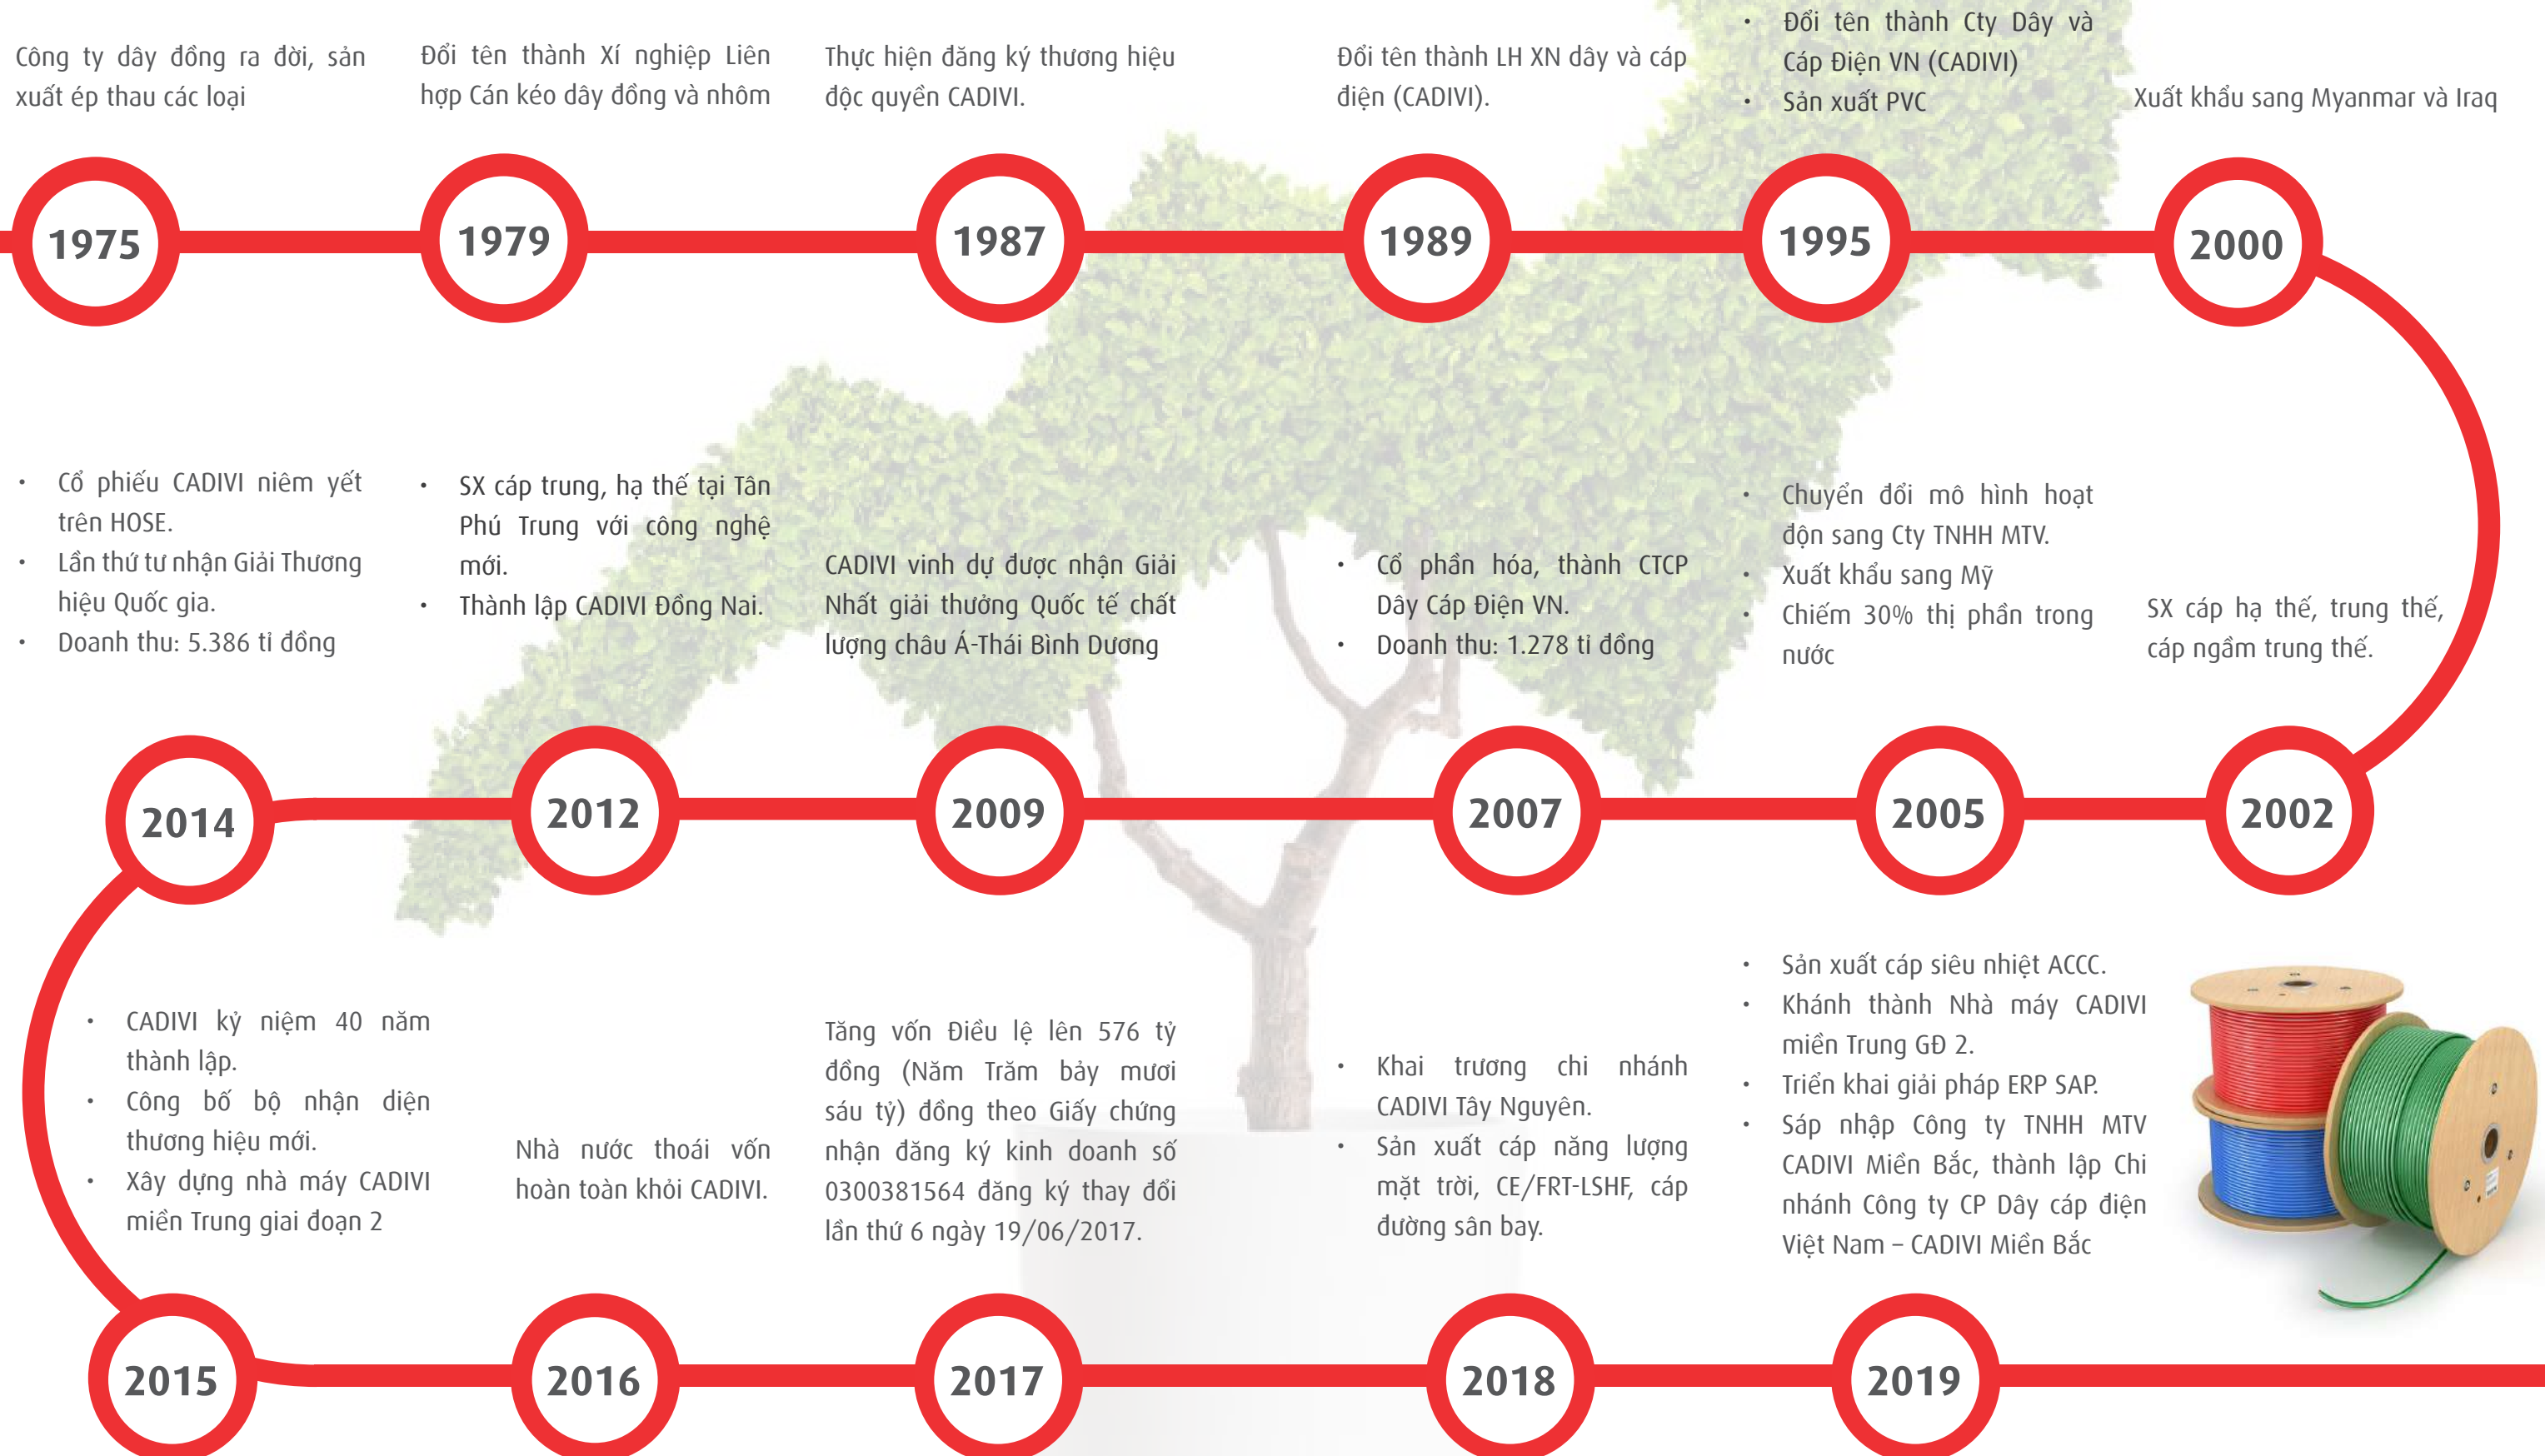 Công ty dây đồng ra đời, sản
xuất ép thau các loại
1975
Đổi tên thành Xí nghiệp Liên
hợp Cán kéo dây đồng và nhôm
1979
Thực hiện đăng ký thương hiệu
độc quyền CADIVI.
1987
Đổi tên thành LH XN dây và cáp
điện (CADIVI).
1989
• Đổi tên thành Cty Dây và
Cáp Điện VN (CADIVI)
• Sản xuất PVC
1995
Xuất khẩu sang Myanmar và Iraq
2000
SX cáp hạ thế, trung thế,
cáp ngầm trung thế.
2002
• Chuyển đổi mô hình hoạt
độn sang Cty TNHH MTV.
• Xuất khẩu sang Mỹ
• Chiếm 30% thị phần trong
nước
2005
• Cổ phần hóa, thành CTCP
Dây Cáp Điện VN.
• Doanh thu: 1.278 tỉ đồng
2007
CADIVI vinh dự được nhận Giải
Nhất giải thưởng Quốc tế chất
lượng châu Á-Thái Bình Dương
2009
• SX cáp trung, hạ thế tại Tân
Phú Trung với công nghệ
mới.
• Thành lập CADIVI Đồng Nai.
2012
• Cổ phiếu CADIVI niêm yết
trên HOSE.
• Lần thứ tư nhận Giải Thương
hiệu Quốc gia.
• Doanh thu: 5.386 tỉ đồng
2014
• CADIVI kỷ niệm 40 năm
thành lập.
• Công bố bộ nhận diện
thương hiệu mới.
• Xây dựng nhà máy CADIVI
miền Trung giai đoạn 2
2015
Nhà nước thoái vốn
hoàn toàn khỏi CADIVI.
2016
Tăng vốn Điều lệ lên 576 tỷ
đồng (Năm Trăm bảy mươi
sáu tỷ) đồng theo Giấy chứng
nhận đăng ký kinh doanh số
0300381564 đăng ký thay đổi
lần thứ 6 ngày 19/06/2017.
2017
• Khai trương chi nhánh
CADIVI Tây Nguyên.
• Sản xuất cáp năng lượng
mặt trời, CE/FRT-LSHF, cáp
đường sân bay.
2018
• Sản xuất cáp siêu nhiệt ACCC.
• Khánh thành Nhà máy CADIVI
miền Trung GĐ 2.
• Triển khai giải pháp ERP SAP.
• Sáp nhập Công ty TNHH MTV
CADIVI Miền Bắc, thành lập Chi
nhánh Công ty CP Dây cáp điện
Việt Nam – CADIVI Miền Bắc
2019